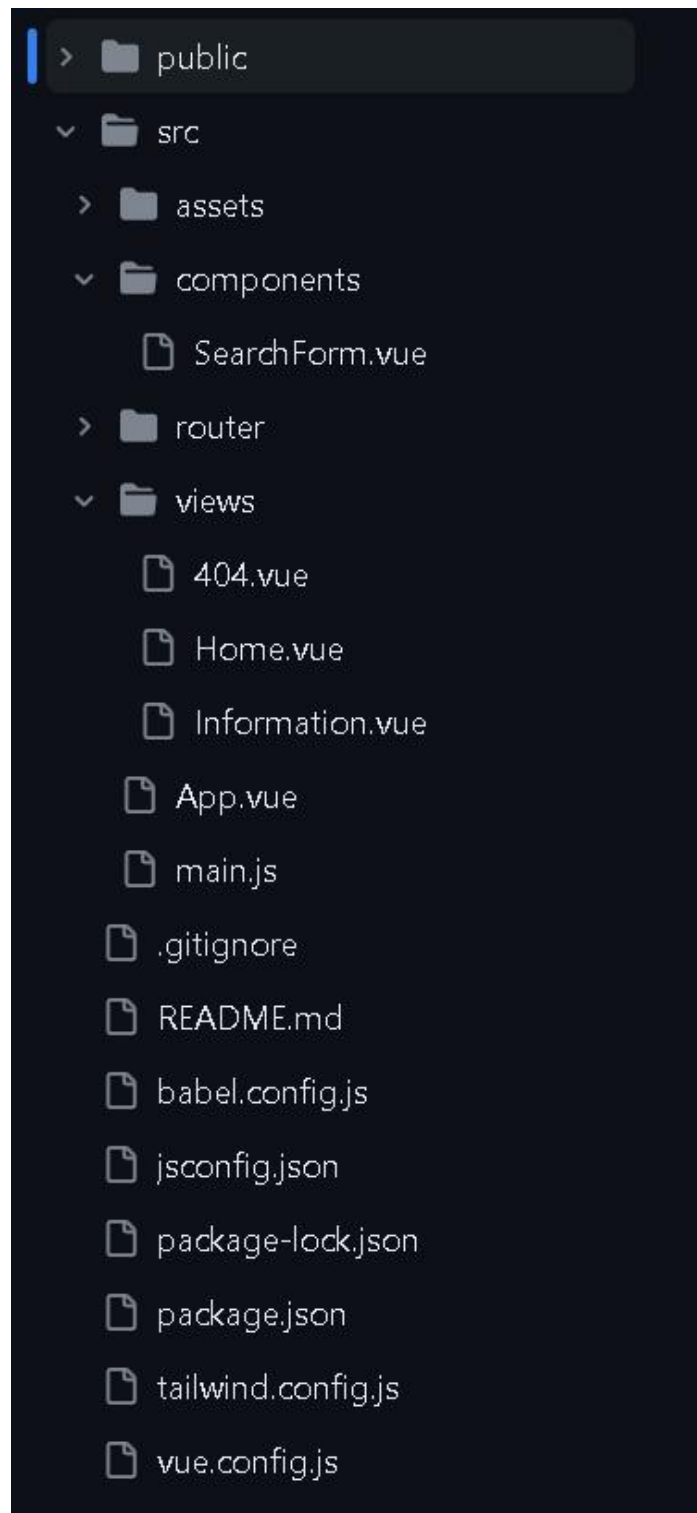 public
src
assets
components
SearchForm.vue
router
views
404.vue
Home.vue
Information.vue
App.vue
main.js
.gitignore
README.md
babel.config.js
jsconfig.json
package-lock.json
package.json
tailwind.config.js
vue.config.js